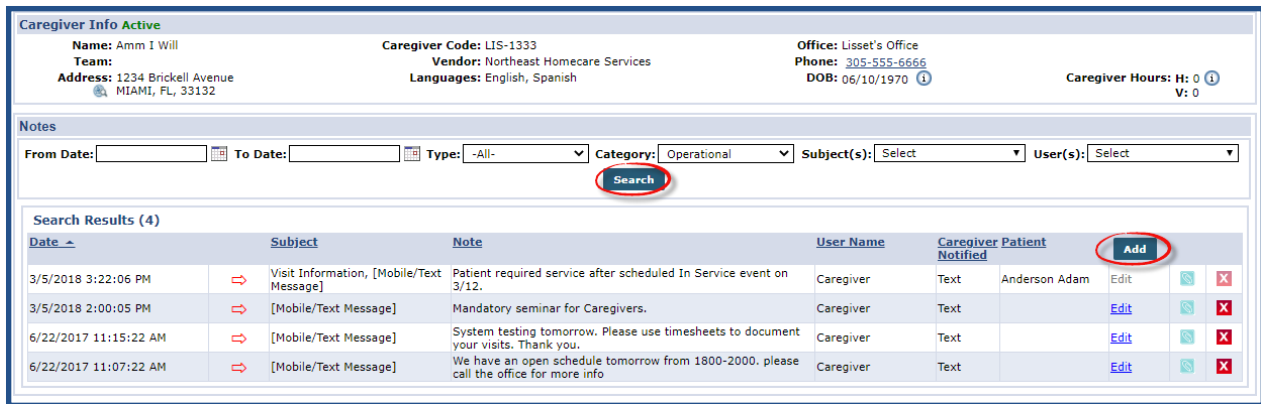 Caregiver Info Active
Name: Amm I Will Caregiver Code: LIS-1333 Office: Lisset's Office
Team: Vendor: Northeast Homecare Services Phone: 305-555-6666
Address: 1234 Brickell Avenue Languages: English, Spanish DOB: 06/10/1970 i Caregiver Hours: H: 0 i
MIAMI, FL, 33132 V: 0
Notes
From Date: To Date: Type: -All- Category: Operational Subject(s): Select User(s): Select
Search
Search Results (4)
Date Subject Note User Name Caregiver Patient Add
Notified
3/5/2018 3:22:06 PM Visit Information, [Mobile/Text Patient required service after scheduled In Service event on Caregiver Text Anderson Adam Edit X
Message] 3/12.
3/5/2018 2:00:05 PM [Mobile/Text Message] Mandatory seminar for Caregivers. Caregiver Text Edit X
6/22/2017 11:15:22 AM [Mobile/Text Message] System testing tomorrow. Please use timesheets to document Caregiver Text Edit X
your visits. Thank you.
6/22/2017 11:07:22 AM [Mobile/Text Message] We have an open schedule tomorrow from 1800-2000. please Caregiver Text Edit X
call the office for more info